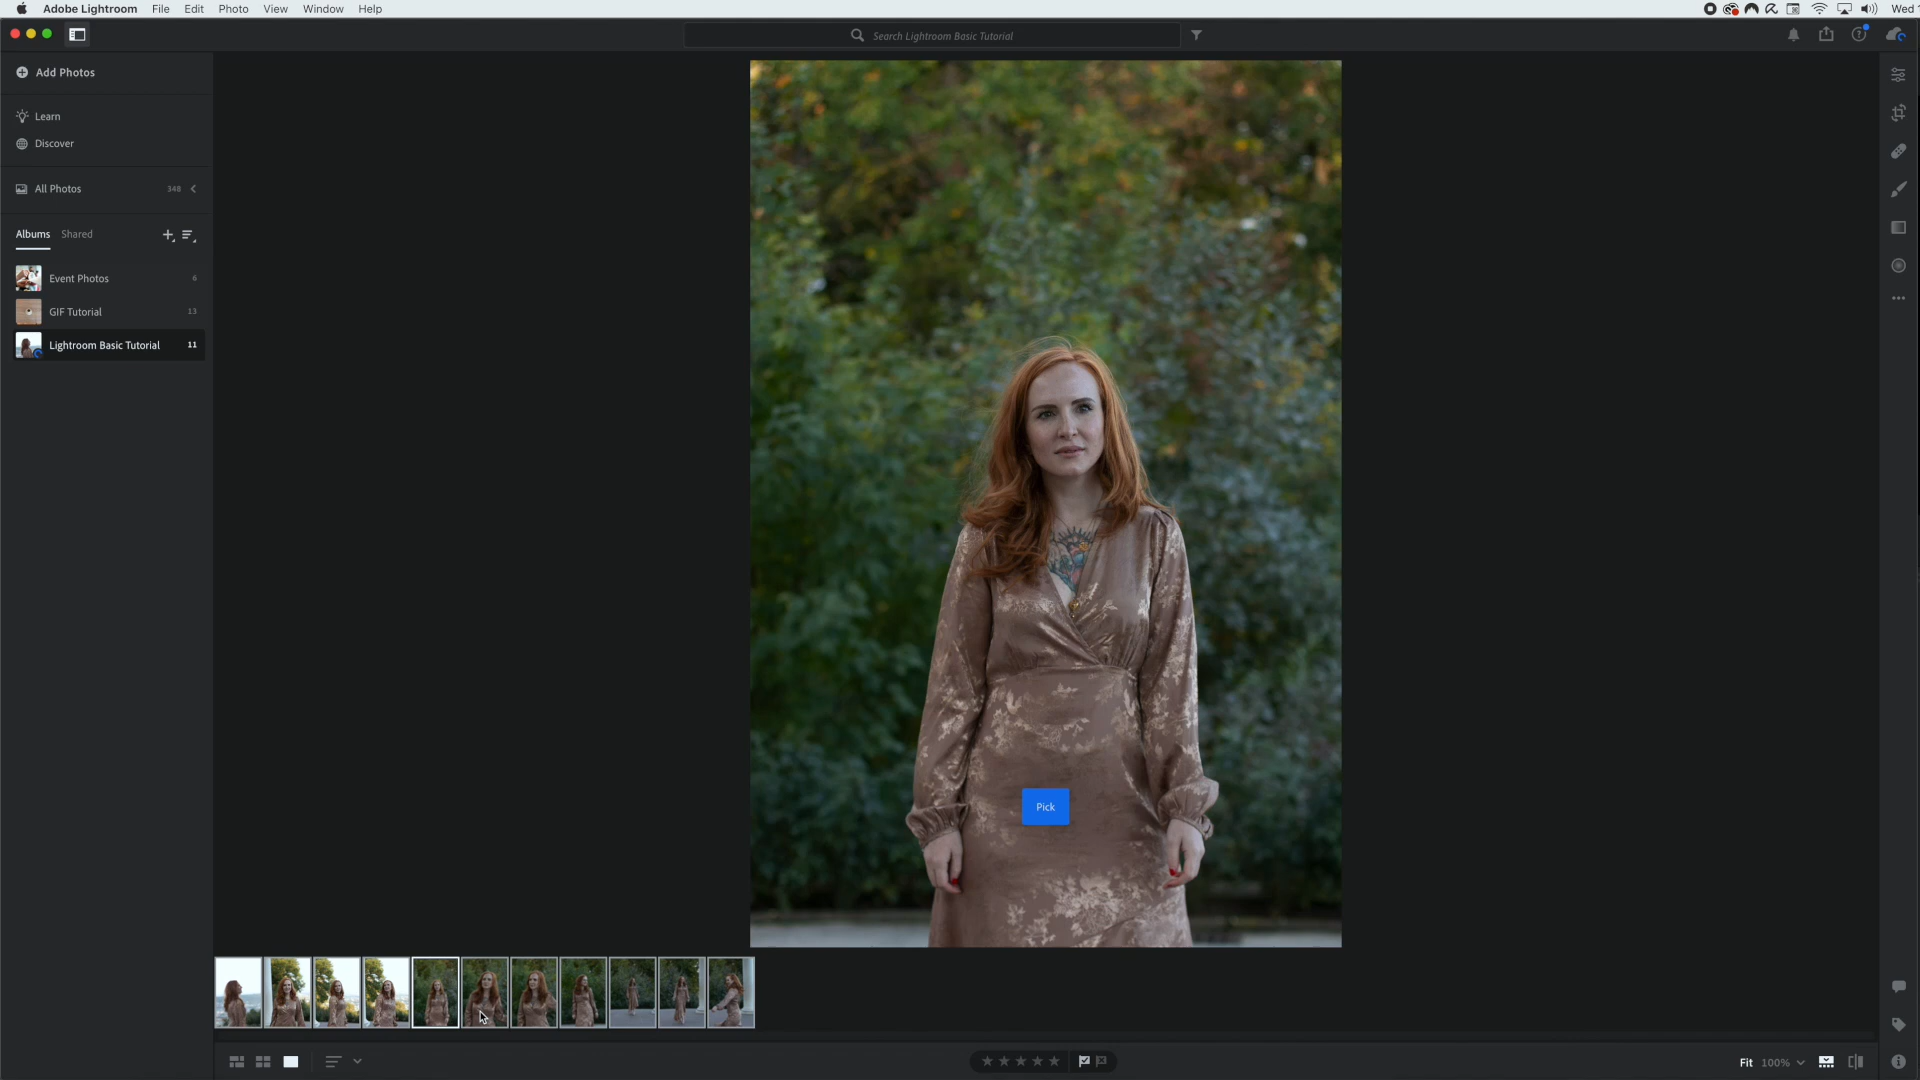 Adobe Lightroom File Edit Photo View Window Help Wed
Search Lightroom Basic Tutorial
Add Photos
Learn
Discover
All Photos 348
Albums Shared
Event Photos 6
GIF Tutorial 13
Lightroom Basic Tutorial 11
Pick
Fit 100%